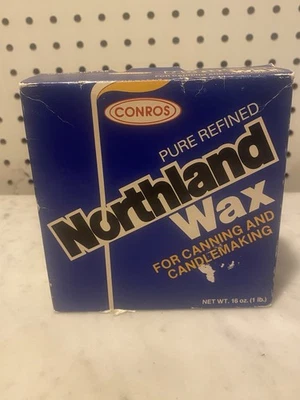 CONROS
PURE REFINED
Northland
Wax
FOR CANNING AND
CANDLEMAKING
NET WT. 16 oz. (1 lb.)